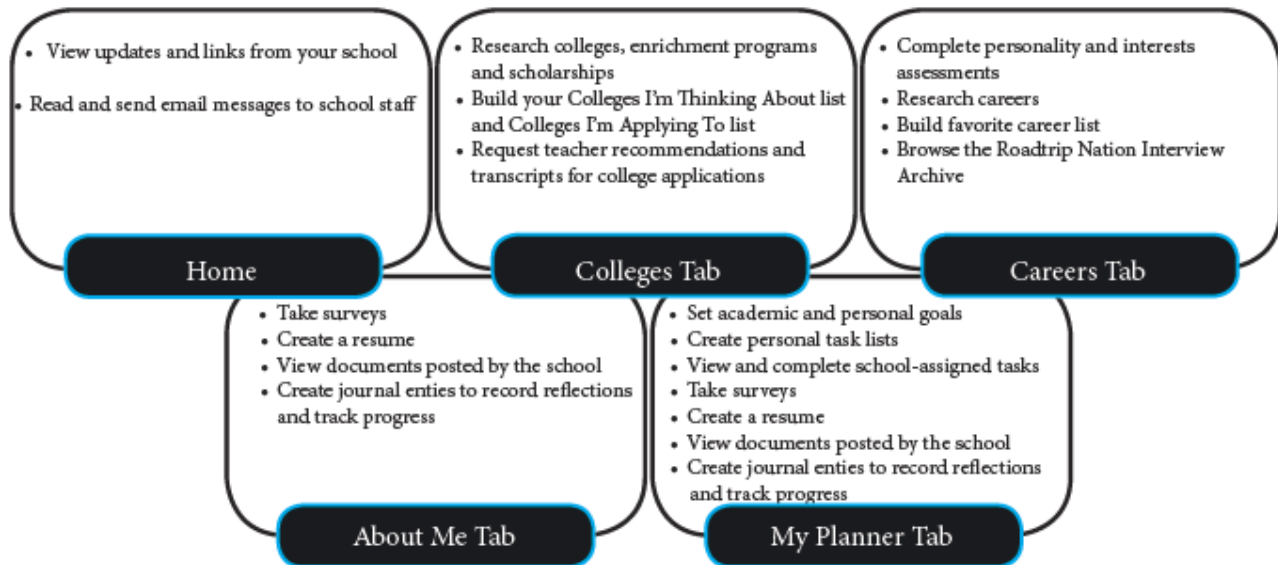 • View updates and links from your school
• Read and send email messages to school staff
Home
• Research colleges, enrichment programs
and scholarships
• Build your Colleges I'm Thinking About list
and Colleges I'm Applying To list
• Request teacher recommendations and
transcripts for college applications
Colleges Tab
• Complete personality and interests
assessments
• Research careers
• Build favorite career list
• Browse the Roadtrip Nation Interview
Archive
Careers Tab
• Take surveys
• Create a resume
• View documents posted by the school
• Create journal enties to record reflections
and track progress
About Me Tab
• Set academic and personal goals
• Create personal task lists
• View and complete school-assigned tasks
• Take surveys
• Create a resume
• View documents posted by the school
• Create journal enties to record reflections
and track progress
My Planner Tab